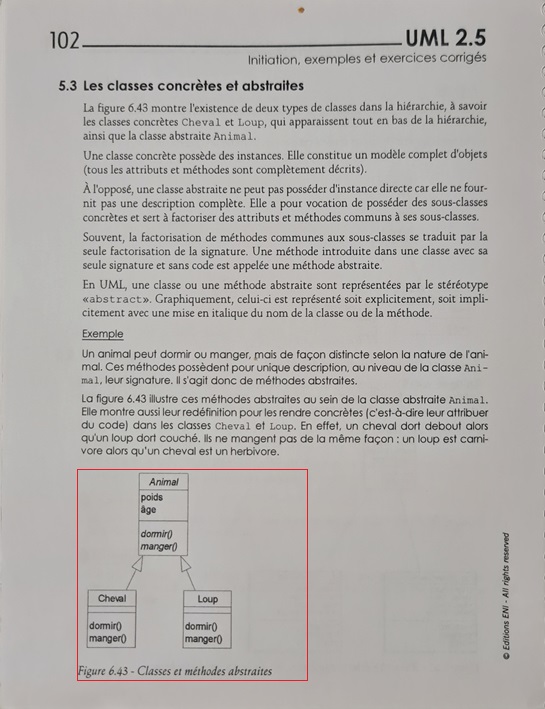 102 UML 2.5
Initiation, exemples et exercices corrigés
5.3 Les classes concrètes et abstraites
La figure 6.43 montre l'existence de deux types de classes dans la hiérarchie, à savoir
les classes concrètes Cheval et Loup, qui apparaissent tout en bas de la hiérarchie,
ainsi que la classe abstraite Animal.
Une classe concrète possède des instances. Elle constitue un modèle complet d'objets
(tous les attributs et méthodes sont complètement décrits).
À l'opposé, une classe abstraite ne peut pas posséder d'instance directe car elle ne four-
nit pas une description complète. Elle a pour vocation de posséder des sous-classes
concrètes et sert à factoriser des attributs et méthodes communs à ses sous-classes.
Souvent, la factorisation de méthodes communes aux sous-classes se traduit par la
seule factorisation de la signature. Une méthode introduite dans une classe avec sa
seule signature et sans code est appelée une méthode abstraite.
En UML, une classe ou une méthode abstraite sont représentées par le stéréotype
«abstract». Graphiquement, celui-ci est représenté soit explicitement, soit impli-
citement avec une mise en italique du nom de la classe ou de la méthode.
Exemple
Un animal peut dormir ou manger, mais de façon distincte selon la nature de l'ani-
mal. Ces méthodes possèdent pour unique description, au niveau de la classe Ani-
mal, leur signature. Il s'agit donc de méthodes abstraites.
La figure 6.43 illustre ces méthodes abstraites au sein de la classe abstraite Animal.
Elle montre aussi leur redéfinition pour les rendre concrètes (c'est-à-dire leur attribuer
du code) dans les classes Cheval et Loup. En effet, un cheval dort debout alors
qu'un loup dort couché. Ils ne mangent pas de la même façon : un loup est carni-
vore alors qu'un cheval est un herbivore.
Animal
poids
âge
dormir()
manger()
Cheval
dormir()
manger()
Loup
dormir()
manger()
Figure 6.43 - Classes et méthodes abstraites
© Editions ENI - All rights reserved